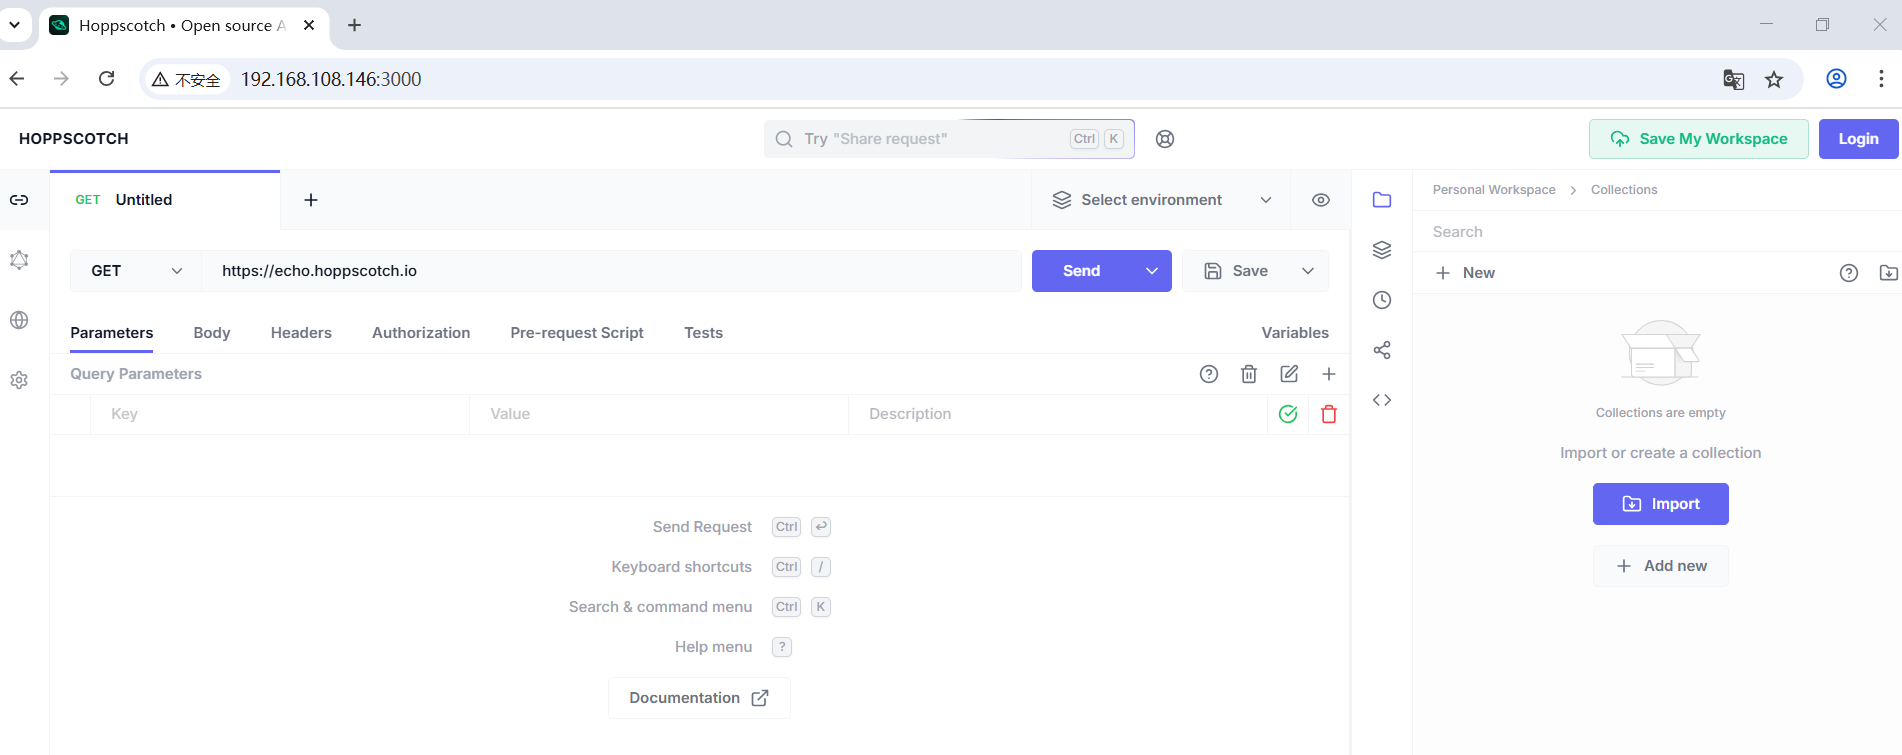 Hoppscotch • Open source A
不安全 192.168.108.146:3000
HOPPSCOTCH
Try "Share request" Ctrl K
Save My Workspace
Login
GET Untitled
Select environment
Personal Workspace > Collections
Search
GET https://echo.hoppscotch.io
Send
Save
New
Parameters Body Headers Authorization Pre-request Script Tests Variables
Query Parameters
Key Value Description
Collections are empty
Import or create a collection
Import
Add new
Send Request Ctrl ↩
Keyboard shortcuts Ctrl /
Search & command menu Ctrl K
Help menu ?
Documentation